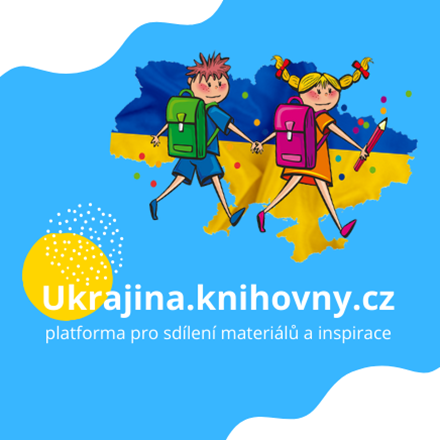 Ukrajina.knihovny.cz
platforma pro sdílení materiálů a inspirace